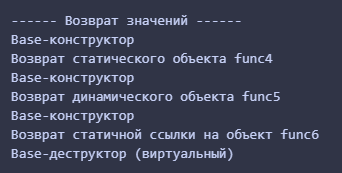 ------ Возврат значений ------
Base-конструктор
Возврат статического объекта func4
Base-конструктор
Возврат динамического объекта func5
Base-конструктор
Возврат статичной ссылки на объект func6
Base-деструктор (виртуальный)